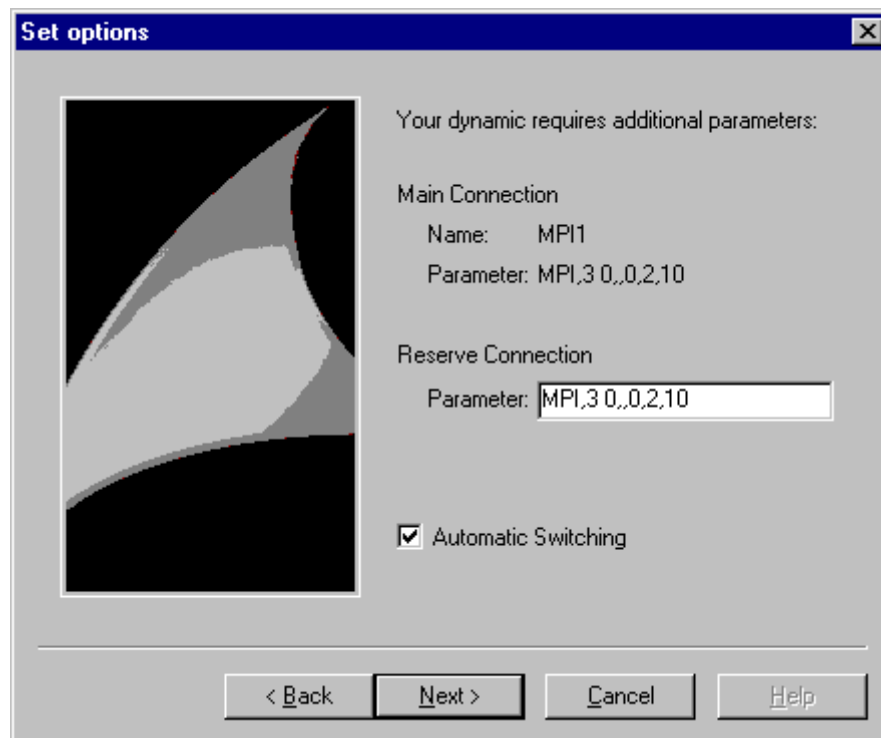 Set options
Your dynamic requires additional parameters:
Main Connection
Name: MPI1
Parameter: MPI,3 0,,0,2,10
Reserve Connection
Parameter: MPI,3 0,,0,2,10
Automatic Switching
< Back Next > Cancel Help